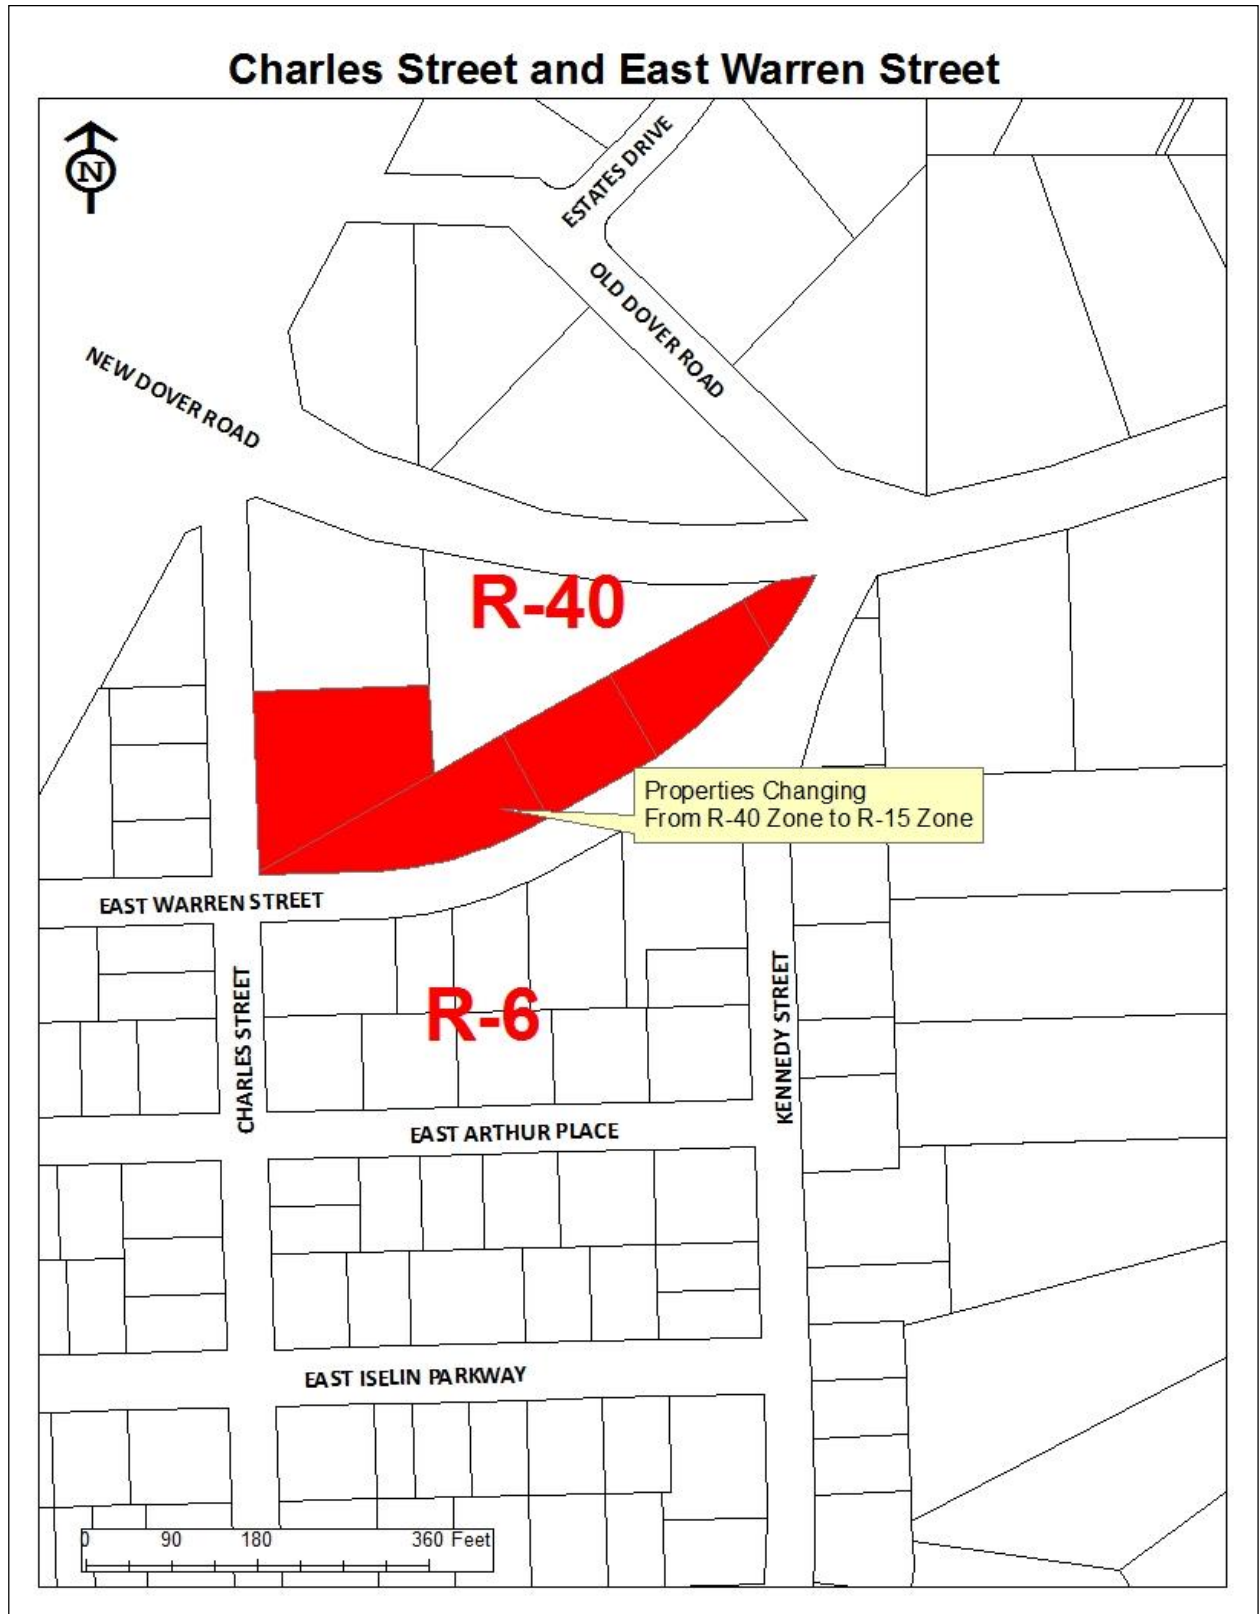 Charles Street and East Warren Street
N
ESTATES DRIVE
OLD DOVER ROAD
NEW DOVER ROAD
R-40
Properties Changing
From R-40 Zone to R-15 Zone
EAST WARREN STREET
CHARLES STREET
R-6
KENNEDY STREET
EAST ARTHUR PLACE
EAST ISELIN PARKWAY
0 90 180 360 Feet